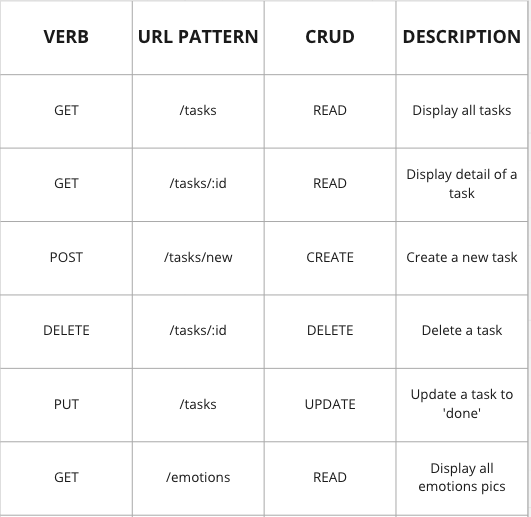 VERB URL PATTERN CRUD DESCRIPTION
GET /tasks READ Display all tasks
GET /tasks/:id READ Display detail of a
task
POST /tasks/new CREATE Create a new task
DELETE /tasks/:id DELETE Delete a task
PUT /tasks UPDATE Update a task to
'done'
GET /emotions READ Display all
emotions pics